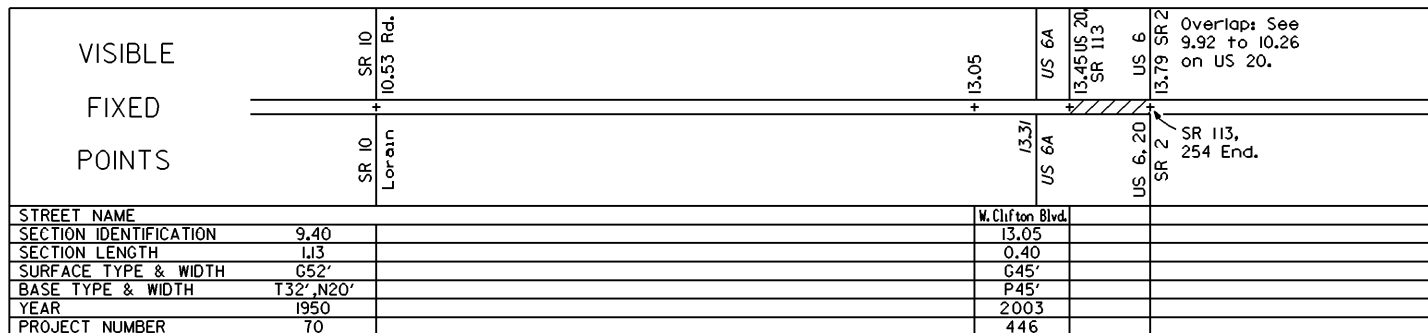 VISIBLE
FIXED
POINTS
SR 10
10.53 Rd.
SR 10
Lorain
13.05
US 6A
13.31
US 6A
13.45 US 20,
SR 113
US 6
13.79 SR 2
US 6, 20
SR 2
Overlap: See
9.92 to 10.26
on US 20.
SR 113,
254 End.
STREET NAME W. Clifton Blvd.
SECTION IDENTIFICATION 9.40 13.05
SECTION LENGTH 1.13 0.40
SURFACE TYPE & WIDTH G52' G45'
BASE TYPE & WIDTH T32',N20' P45'
YEAR 1950 2003
PROJECT NUMBER 70 446